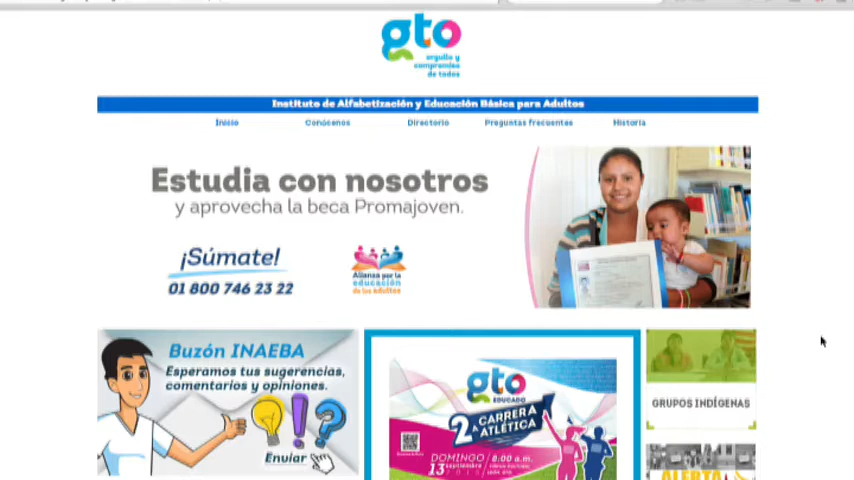 gto
orgullo y
compromiso
de todos
Instituto de Alfabetización y Educación Básica para Adultos
Inicio
Conócenos
Directorio
Preguntas frecuentes
Historia
Estudia con nosotros
y aprovecha la beca Promajoven.
¡Súmate!
01 800 746 23 22
Alianza por la
educación
de los adultos
Buzón INAEBA
Esperamos tus sugerencias,
comentarios y opiniones.
Enviar
gto
EDUCADO
2a CARRERA
ATLÉTICA
DOMINGO
13 septiembre
2015
8:00 a.m.
GRUPOS INDÍGENAS
ALERTA